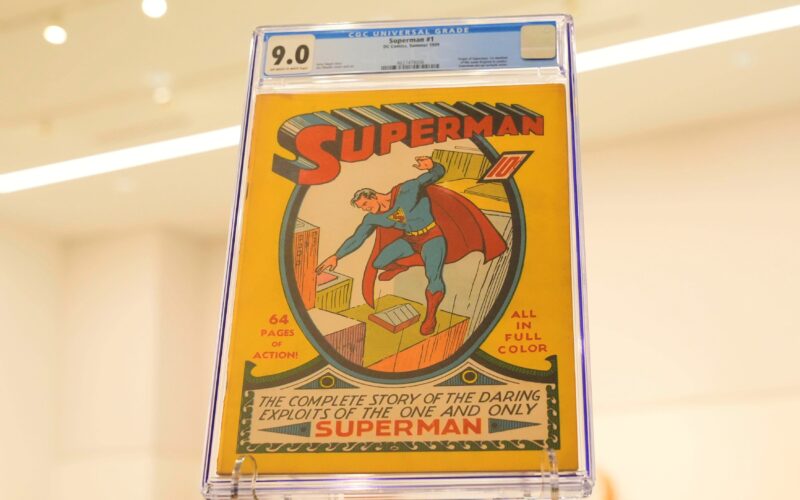 CGC UNIVERSAL GRADE
9.0
Superman #1
DC Comics, Summer 1939
SUPERMAN
10¢
64
PAGES
OF
ACTION!
ALL
IN
FULL
COLOR
THE COMPLETE STORY OF THE DARING
EXPLOITS OF THE ONE AND ONLY
SUPERMAN